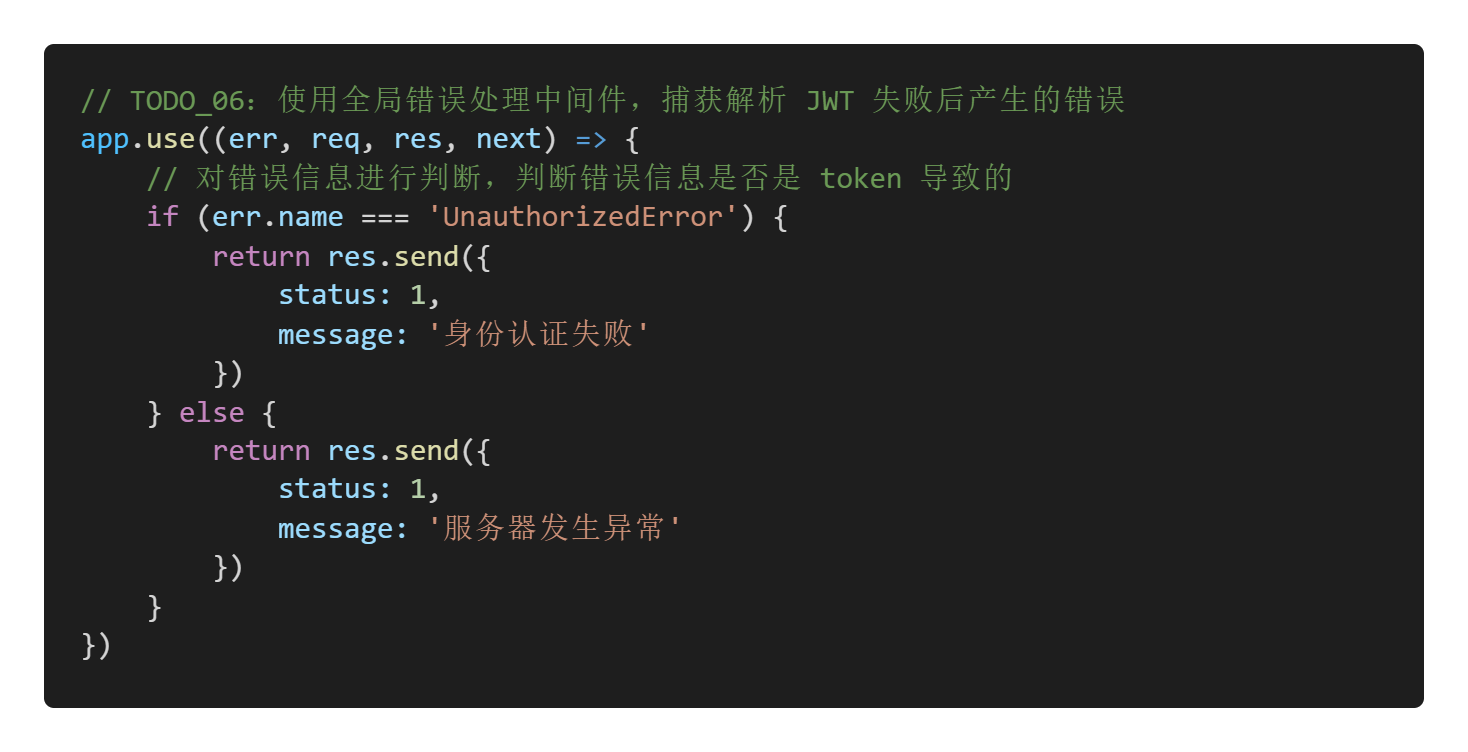 // TODO_06：使用全局错误处理中间件，捕获解析 JWT 失败后产生的错误
app.use((err, req, res, next) => {
    // 对错误信息进行判断，判断错误信息是否是 token 导致的
    if (err.name === 'UnauthorizedError') {
        return res.send({
            status: 1,
            message: '身份认证失败'
        })
    } else {
        return res.send({
            status: 1,
            message: '服务器发生异常'
        })
    }
})